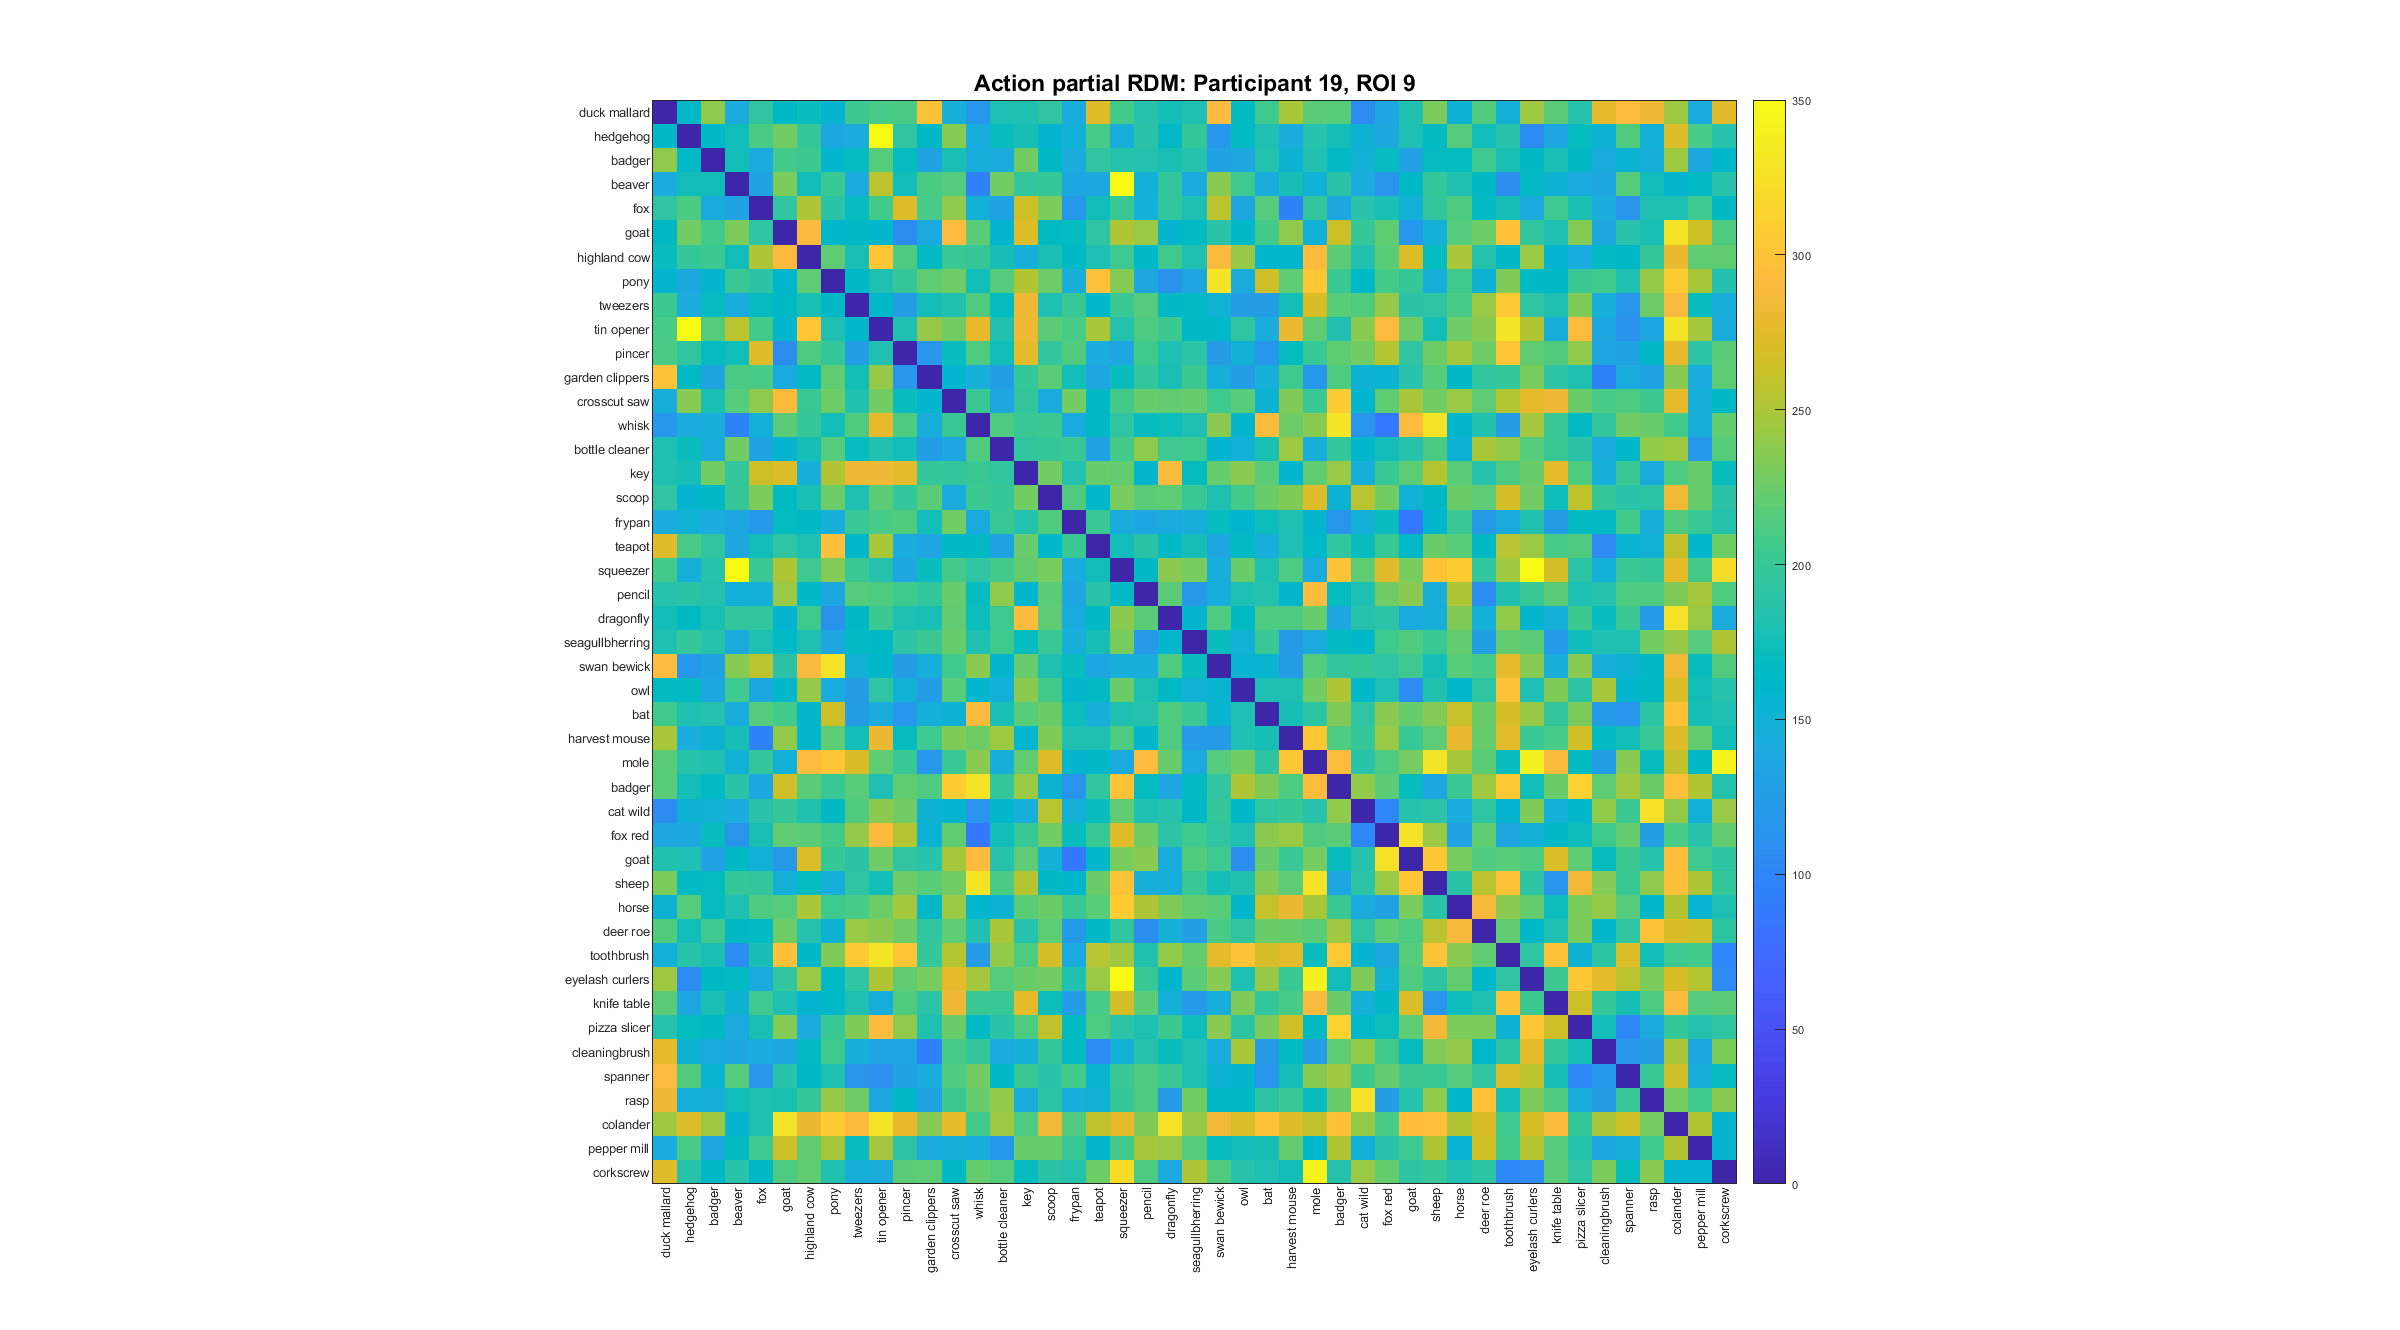 Action partial RDM: Participant 19, ROI 9
duck mallard
hedgehog
badger
beaver
fox
goat
highland cow
pony
tweezers
tin opener
pincer
garden clippers
crosscut saw
whisk
bottle cleaner
key
scoop
frypan
teapot
squeezer
pencil
dragonfly
seagullbherring
swan bewick
owl
bat
harvest mouse
mole
badger
cat wild
fox red
goat
sheep
horse
deer roe
toothbrush
eyelash curlers
knife table
pizza slicer
cleaningbrush
spanner
rasp
colander
pepper mill
corkscrew
duck mallard
hedgehog
badger
beaver
fox
goat
highland cow
pony
tweezers
tin opener
pincer
garden clippers
crosscut saw
whisk
bottle cleaner
key
scoop
frypan
teapot
squeezer
pencil
dragonfly
seagullbherring
swan bewick
owl
bat
harvest mouse
mole
badger
cat wild
fox red
goat
sheep
horse
deer roe
toothbrush
eyelash curlers
knife table
pizza slicer
cleaningbrush
spanner
rasp
colander
pepper mill
corkscrew
350
300
250
200
150
100
50
0